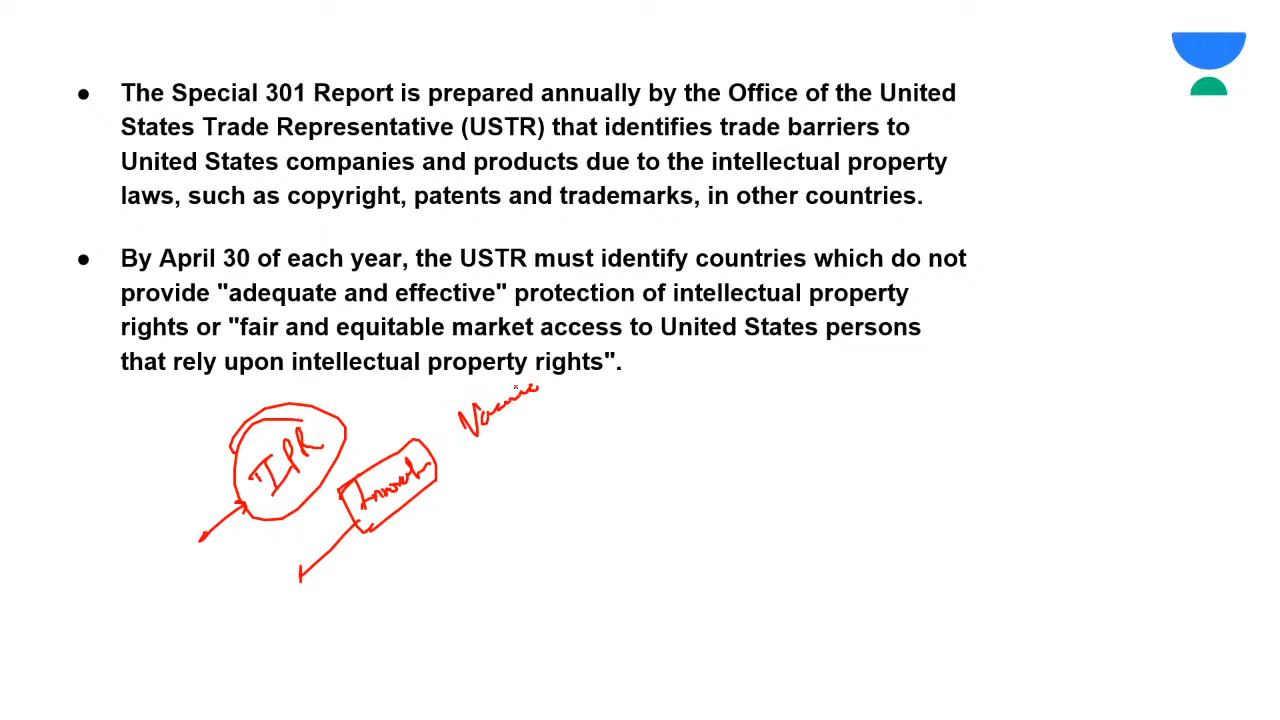 ● The Special 301 Report is prepared annually by the Office of the United
States Trade Representative (USTR) that identifies trade barriers to
United States companies and products due to the intellectual property
laws, such as copyright, patents and trademarks, in other countries.
● By April 30 of each year, the USTR must identify countries which do not
provide "adequate and effective" protection of intellectual property
rights or "fair and equitable market access to United States persons
that rely upon intellectual property rights".
IPR